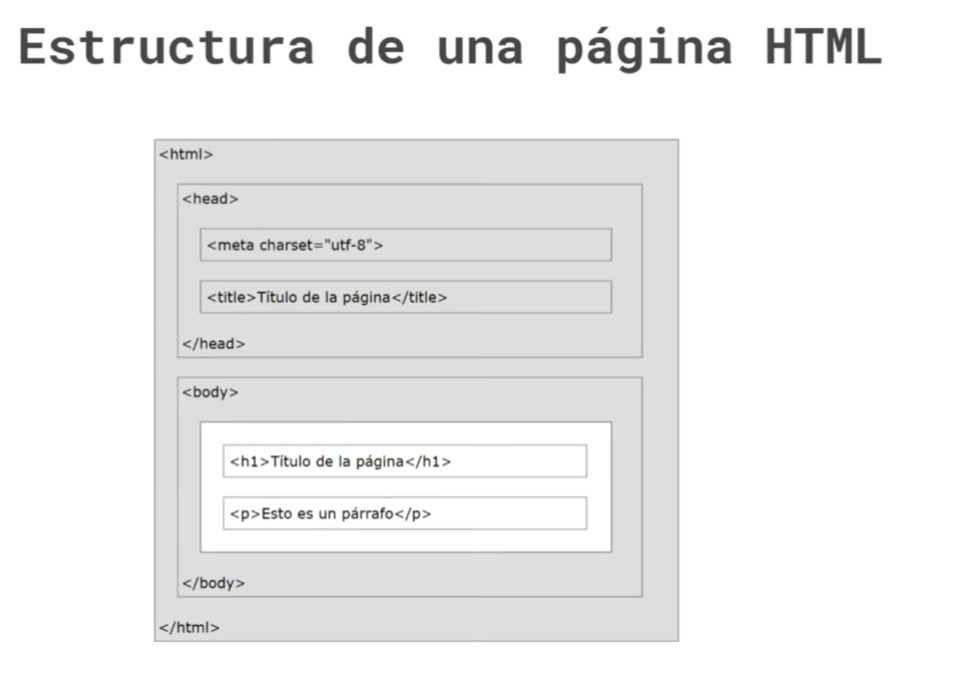 Estructura de una página HTML
<html>
<head>
<meta charset="utf-8">
<title>Título de la página</title>
</head>
<body>
<h1>Título de la página</h1>
<p>Esto es un párrafo</p>
</body>
</html>